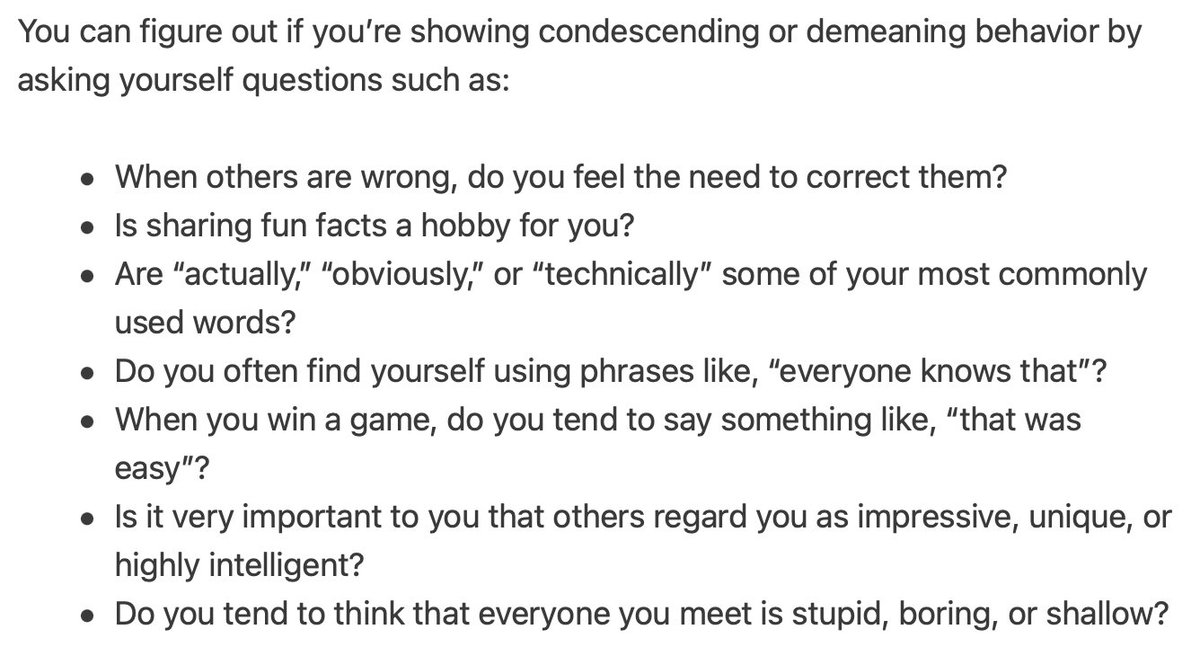 You can figure out if you’re showing condescending or demeaning behavior by
asking yourself questions such as:
• When others are wrong, do you feel the need to correct them?
• Is sharing fun facts a hobby for you?
• Are “actually,” “obviously,” or “technically” some of your most commonly
used words?
• Do you often find yourself using phrases like, “everyone knows that”?
• When you win a game, do you tend to say something like, “that was
easy”?
• Is it very important to you that others regard you as impressive, unique, or
highly intelligent?
• Do you tend to think that everyone you meet is stupid, boring, or shallow?